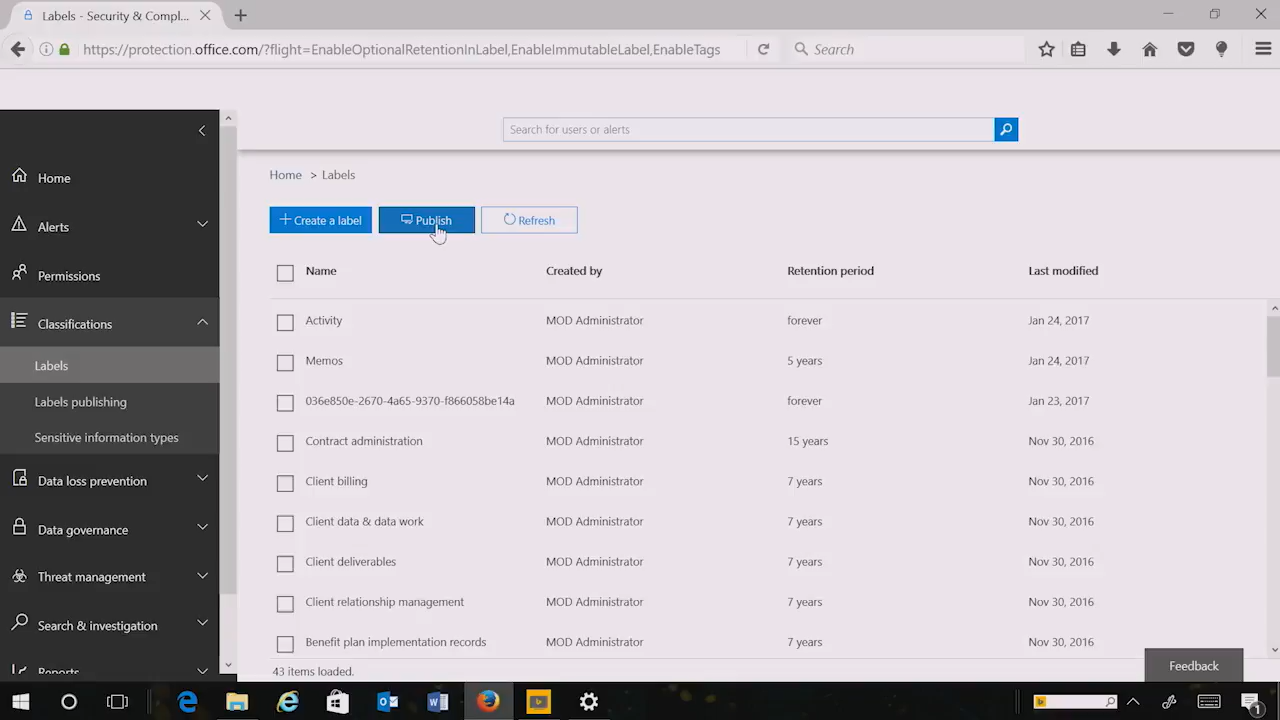 Labels - Security & Compl...
https://protection.office.com/?flight=EnableOptionalRetentionInLabel,EnableImmutableLabel,EnableTags
Search
Search for users or alerts
Home > Labels
Create a label
Publish
Refresh
Home
Alerts
Permissions
Classifications
Labels
Labels publishing
Sensitive information types
Data loss prevention
Data governance
Threat management
Search & investigation
Reports
Name Created by Retention period Last modified
Activity MOD Administrator forever Jan 24, 2017
Memos MOD Administrator 5 years Jan 24, 2017
036e850e-2670-4a65-9370-f866058be14a MOD Administrator forever Jan 23, 2017
Contract administration MOD Administrator 15 years Nov 30, 2016
Client billing MOD Administrator 7 years Nov 30, 2016
Client data & data work MOD Administrator 7 years Nov 30, 2016
Client deliverables MOD Administrator 7 years Nov 30, 2016
Client relationship management MOD Administrator 7 years Nov 30, 2016
Benefit plan implementation records MOD Administrator 7 years Nov 30, 2016
43 items loaded.
Feedback
1